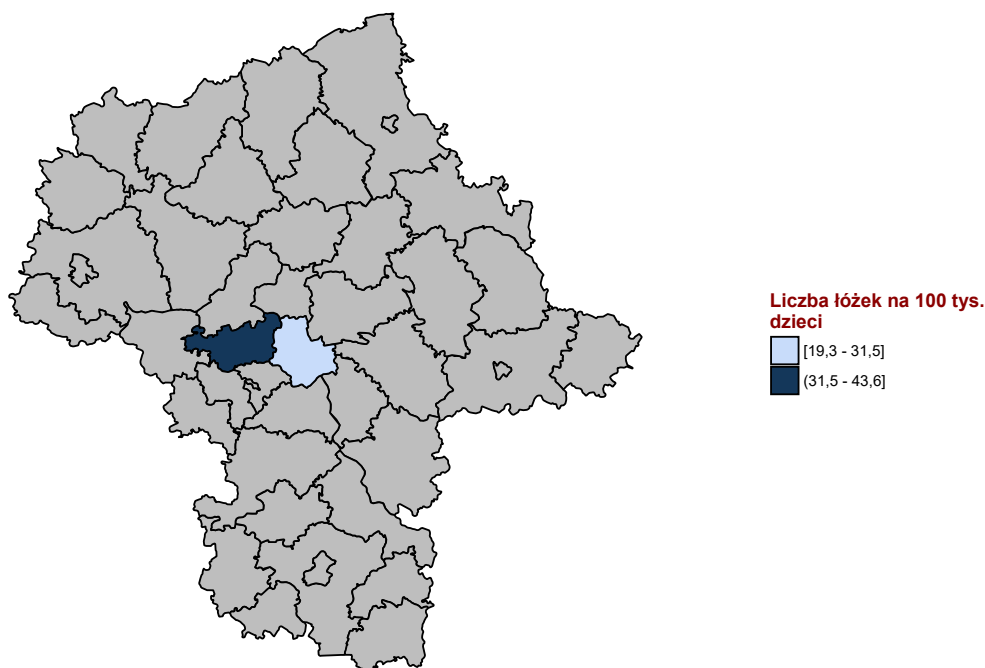 Liczba łóżek na 100 tys.
dzieci
[19,3 - 31,5]
(31,5 - 43,6]